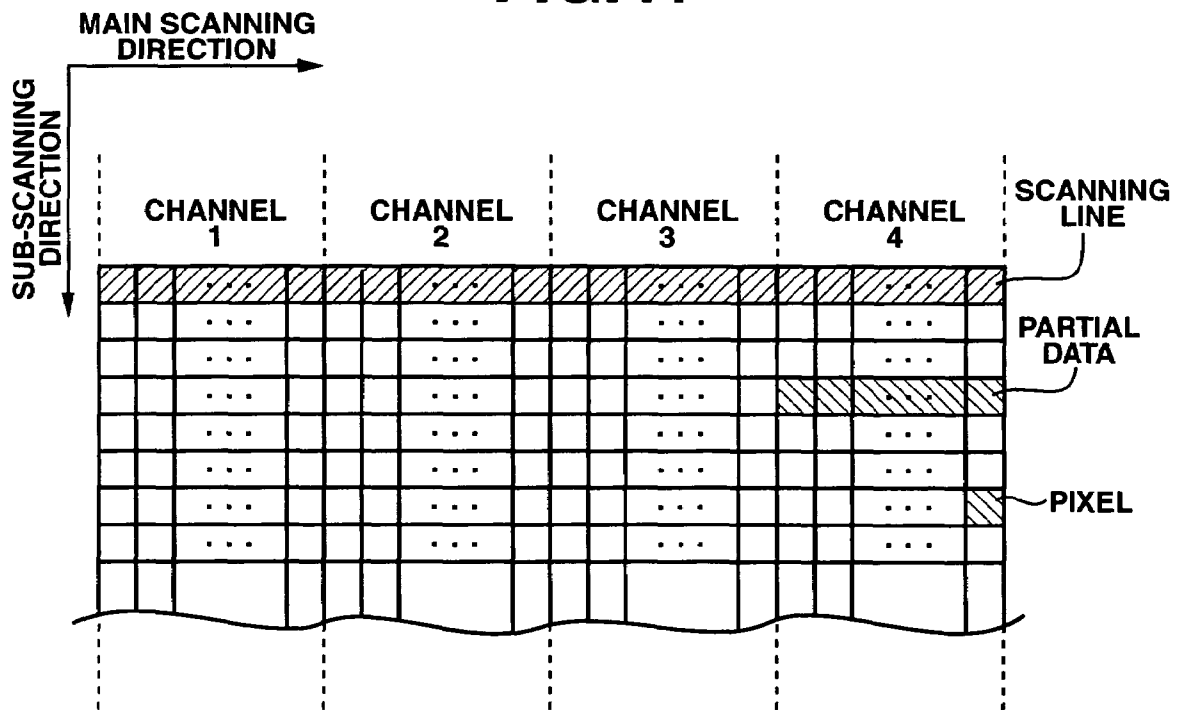 MAIN SCANNING
DIRECTION
SUB-SCANNING
DIRECTION
CHANNEL
1
CHANNEL
2
CHANNEL
3
CHANNEL
4
SCANNING
LINE
PARTIAL
DATA
PIXEL